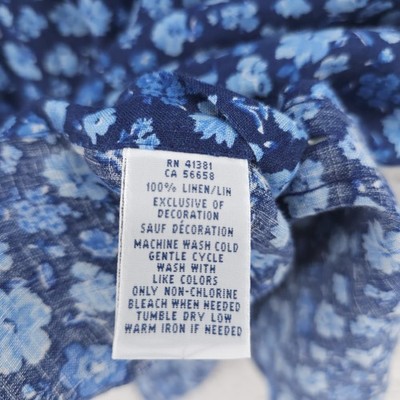 RN 41381
CA 56658
100% LINEN/LIN
EXCLUSIVE OF
DECORATION
SAUF DÉCORATION
MACHINE WASH COLD
GENTLE CYCLE
WASH WITH
LIKE COLORS
ONLY NON-CHLORINE
BLEACH WHEN NEEDED
TUMBLE DRY LOW
WARM IRON IF NEEDED